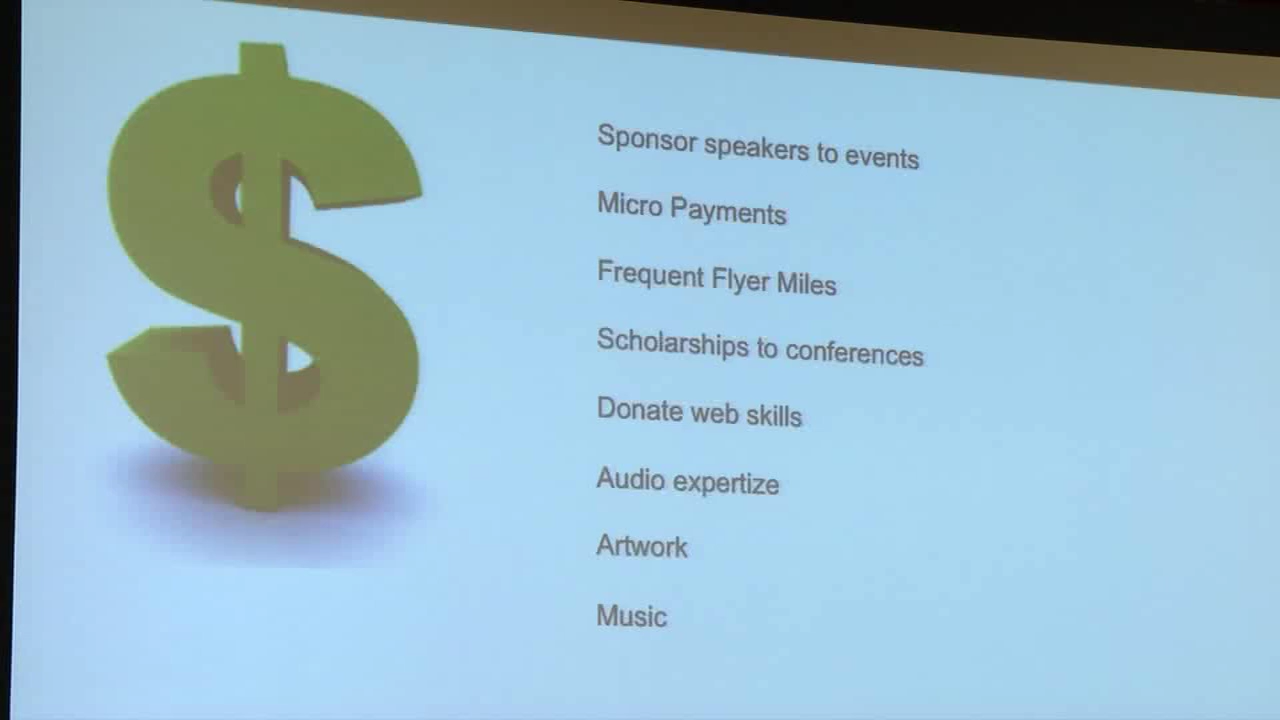 Sponsor speakers to events
Micro Payments
Frequent Flyer Miles
Scholarships to conferences
Donate web skills
Audio expertize
Artwork
Music